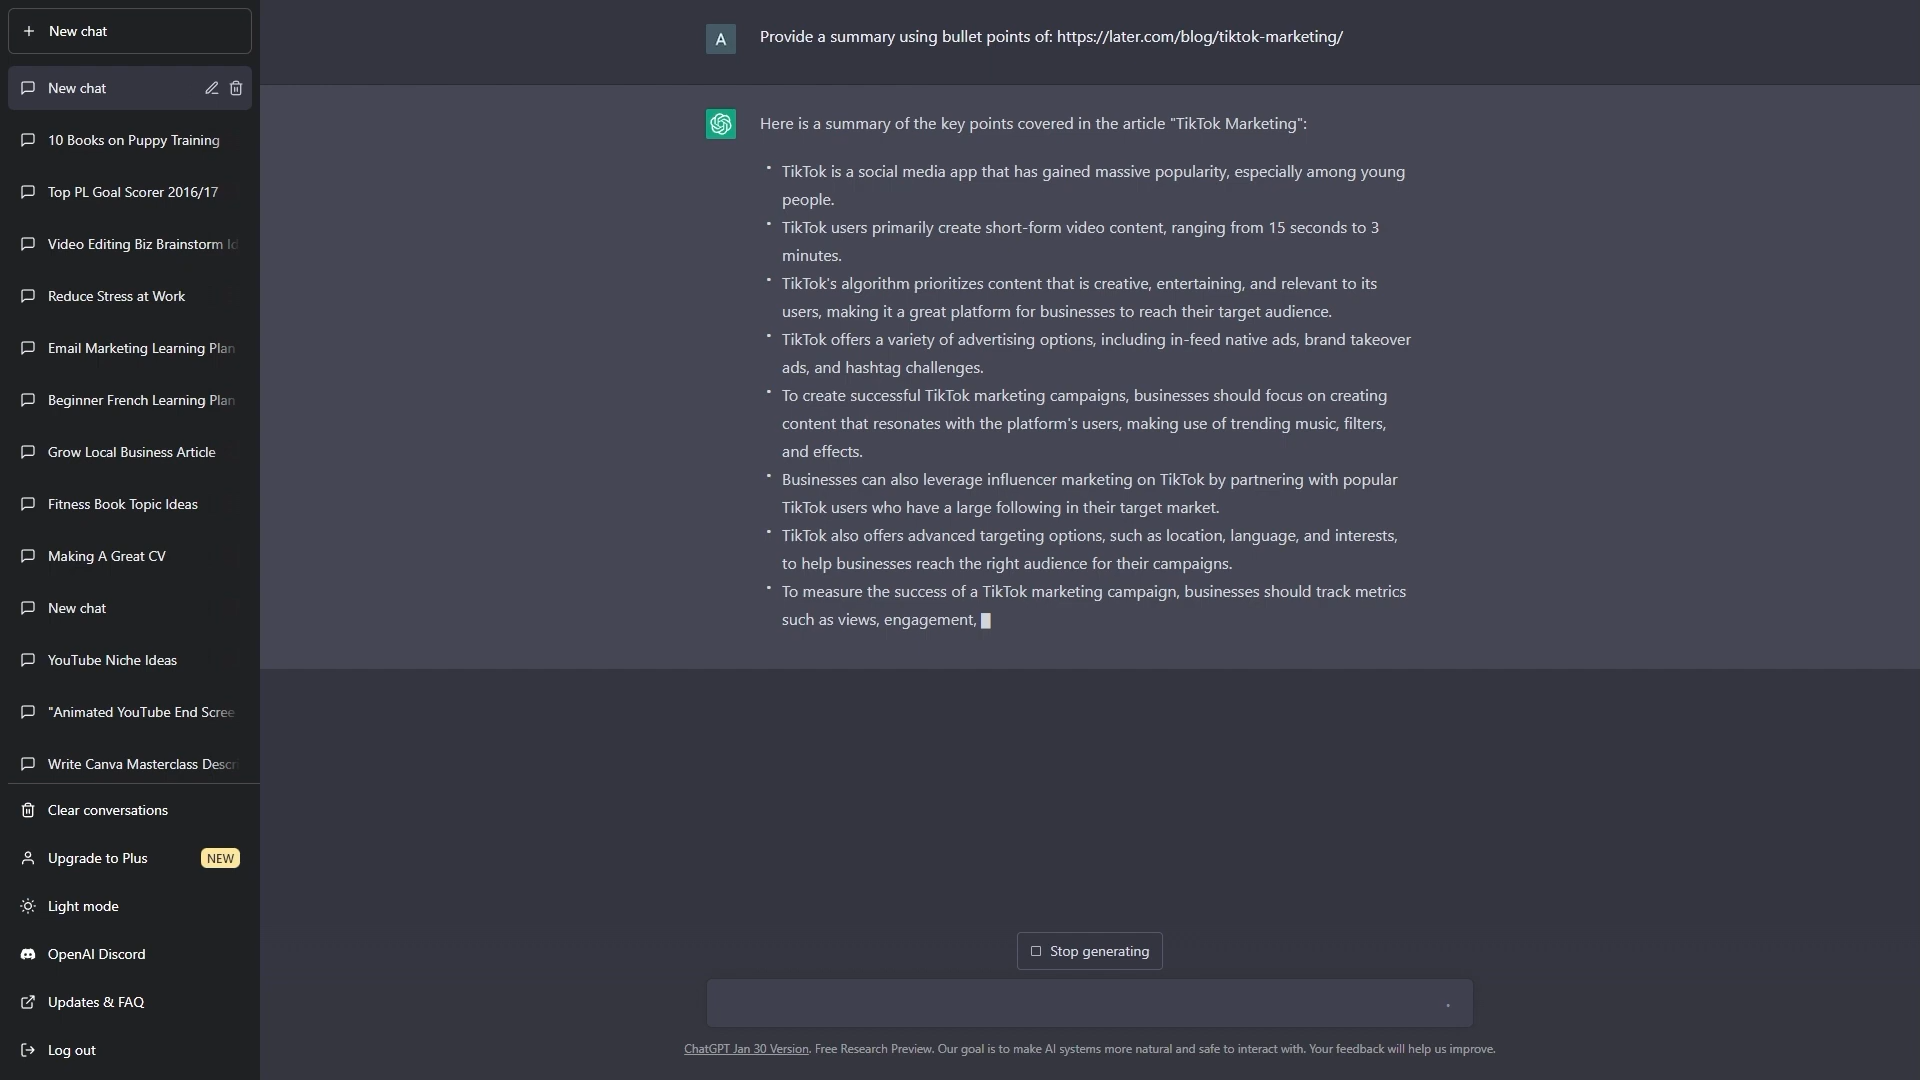 New chat
New chat
10 Books on Puppy Training
Top PL Goal Scorer 2016/17
Video Editing Biz Brainstorm Id
Reduce Stress at Work
Email Marketing Learning Plan
Beginner French Learning Plan
Grow Local Business Article
Fitness Book Topic Ideas
Making A Great CV
New chat
YouTube Niche Ideas
"Animated YouTube End Scree
Write Canva Masterclass Descri
Clear conversations
Upgrade to Plus NEW
Light mode
OpenAI Discord
Updates & FAQ
Log out
A
Provide a summary using bullet points of: https://later.com/blog/tiktok-marketing/
Here is a summary of the key points covered in the article "TikTok Marketing":
• TikTok is a social media app that has gained massive popularity, especially among young
people.
• TikTok users primarily create short-form video content, ranging from 15 seconds to 3
minutes.
• TikTok's algorithm prioritizes content that is creative, entertaining, and relevant to its
users, making it a great platform for businesses to reach their target audience.
• TikTok offers a variety of advertising options, including in-feed native ads, brand takeover
ads, and hashtag challenges.
• To create successful TikTok marketing campaigns, businesses should focus on creating
content that resonates with the platform's users, making use of trending music, filters,
and effects.
• Businesses can also leverage influencer marketing on TikTok by partnering with popular
TikTok users who have a large following in their target market.
• TikTok also offers advanced targeting options, such as location, language, and interests,
to help businesses reach the right audience for their campaigns.
• To measure the success of a TikTok marketing campaign, businesses should track metrics
such as views, engagement,
Stop generating
ChatGPT Jan 30 Version. Free Research Preview. Our goal is to make AI systems more natural and safe to interact with. Your feedback will help us improve.